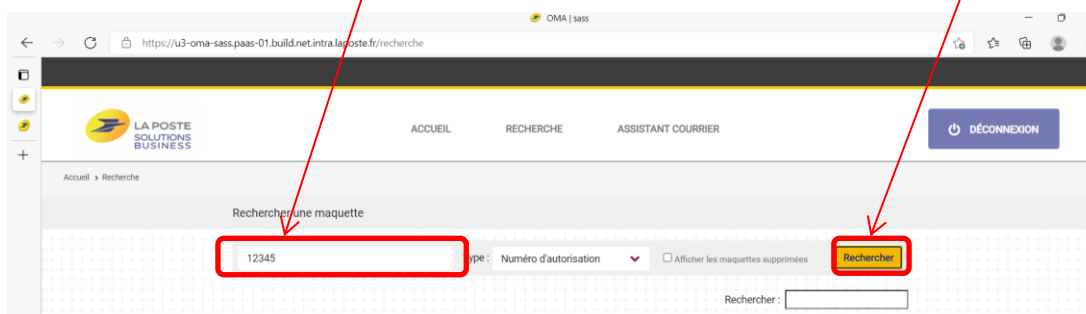 OMA | sass
https://u3-oma-sass.paas-01.build.net.intra.laposte.fr/recherche
LA POSTE
SOLUTIONS
BUSINESS
ACCUEIL RECHERCHE ASSISTANT COURRIER
DÉCONNEXION
Accueil > Recherche
Rechercher une maquette
12345 Type : Numéro d'autorisation Afficher les maquettes supprimées Rechercher
Rechercher :